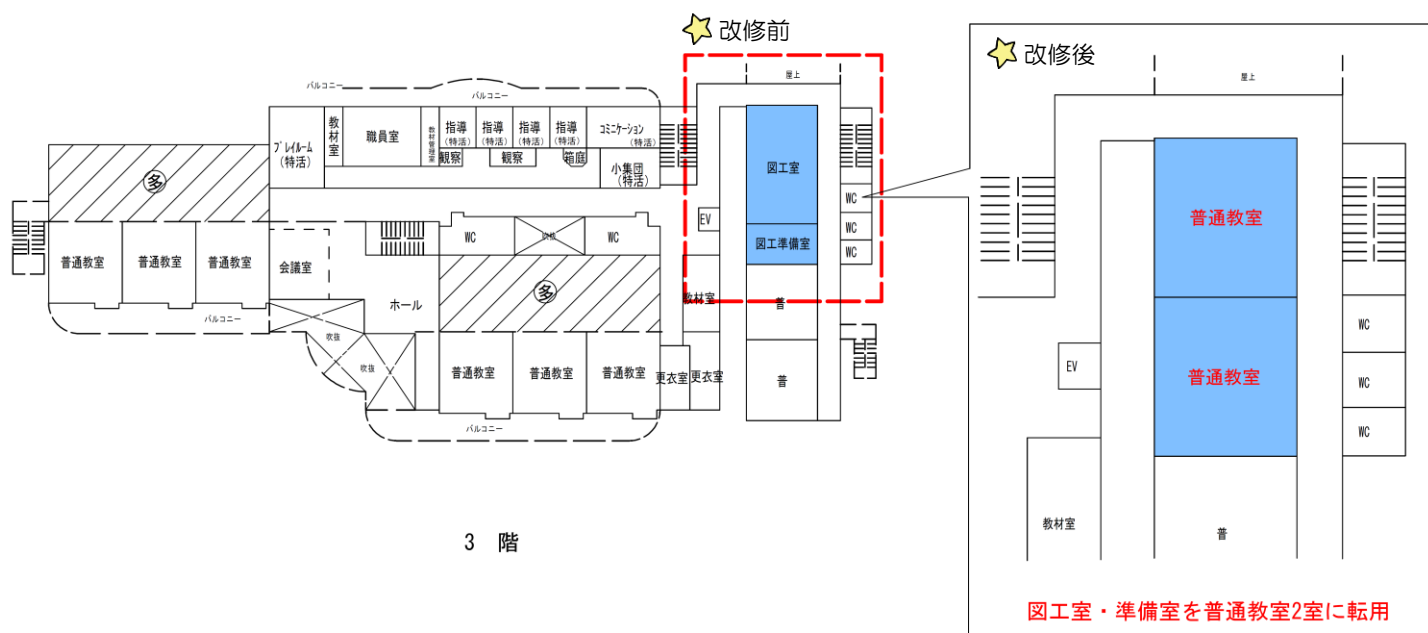 改修前
屋上
バルコニー
バルコニー
プレイルーム
(特活)
教材室
職員室
教材管理室
指導
(特活)
指導
(特活)
指導
(特活)
指導
(特活)
コミニケーション
(特活)
観察
観察
箱庭
小集団
(特活)
図工室
図工準備室
WC
WC
WC
EV
多
普通教室
普通教室
普通教室
会議室
WC
吹抜
WC
ホール
多
教材室
普
バルコニー
吹抜
吹抜
普通教室
普通教室
普通教室
更衣室
更衣室
普
バルコニー
3 階
改修後
屋上
普通教室
普通教室
EV
WC
WC
WC
教材室
普
図工室・準備室を普通教室2室に転用